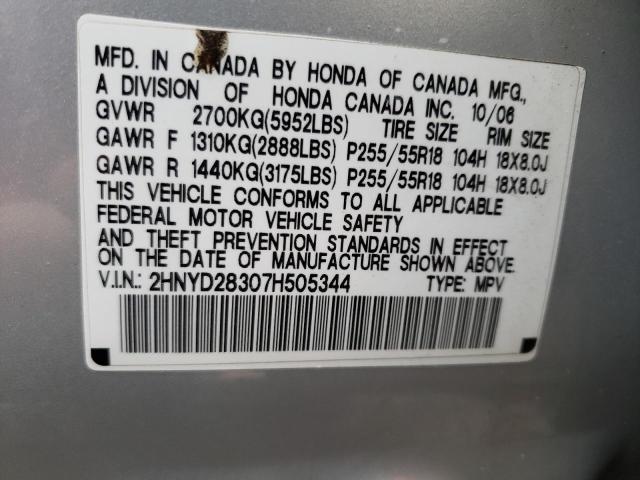 MFD. IN CANADA BY HONDA OF CANADA MFG.,
A DIVISION OF HONDA CANADA INC. 10/06
GVWR 2700KG(5952LBS) TIRE SIZE RIM SIZE
GAWR F 1310KG(2888LBS) P255/55R18 104H 18X8.0J
GAWR R 1440KG(3175LBS) P255/55R18 104H 18X8.0J
THIS VEHICLE CONFORMS TO ALL APPLICABLE
FEDERAL MOTOR VEHICLE SAFETY
AND THEFT PREVENTION STANDARDS IN EFFECT
ON THE DATE OF MANUFACTURE SHOWN ABOVE.
V.I.N.: 2HNYD28307H505344 TYPE: MPV